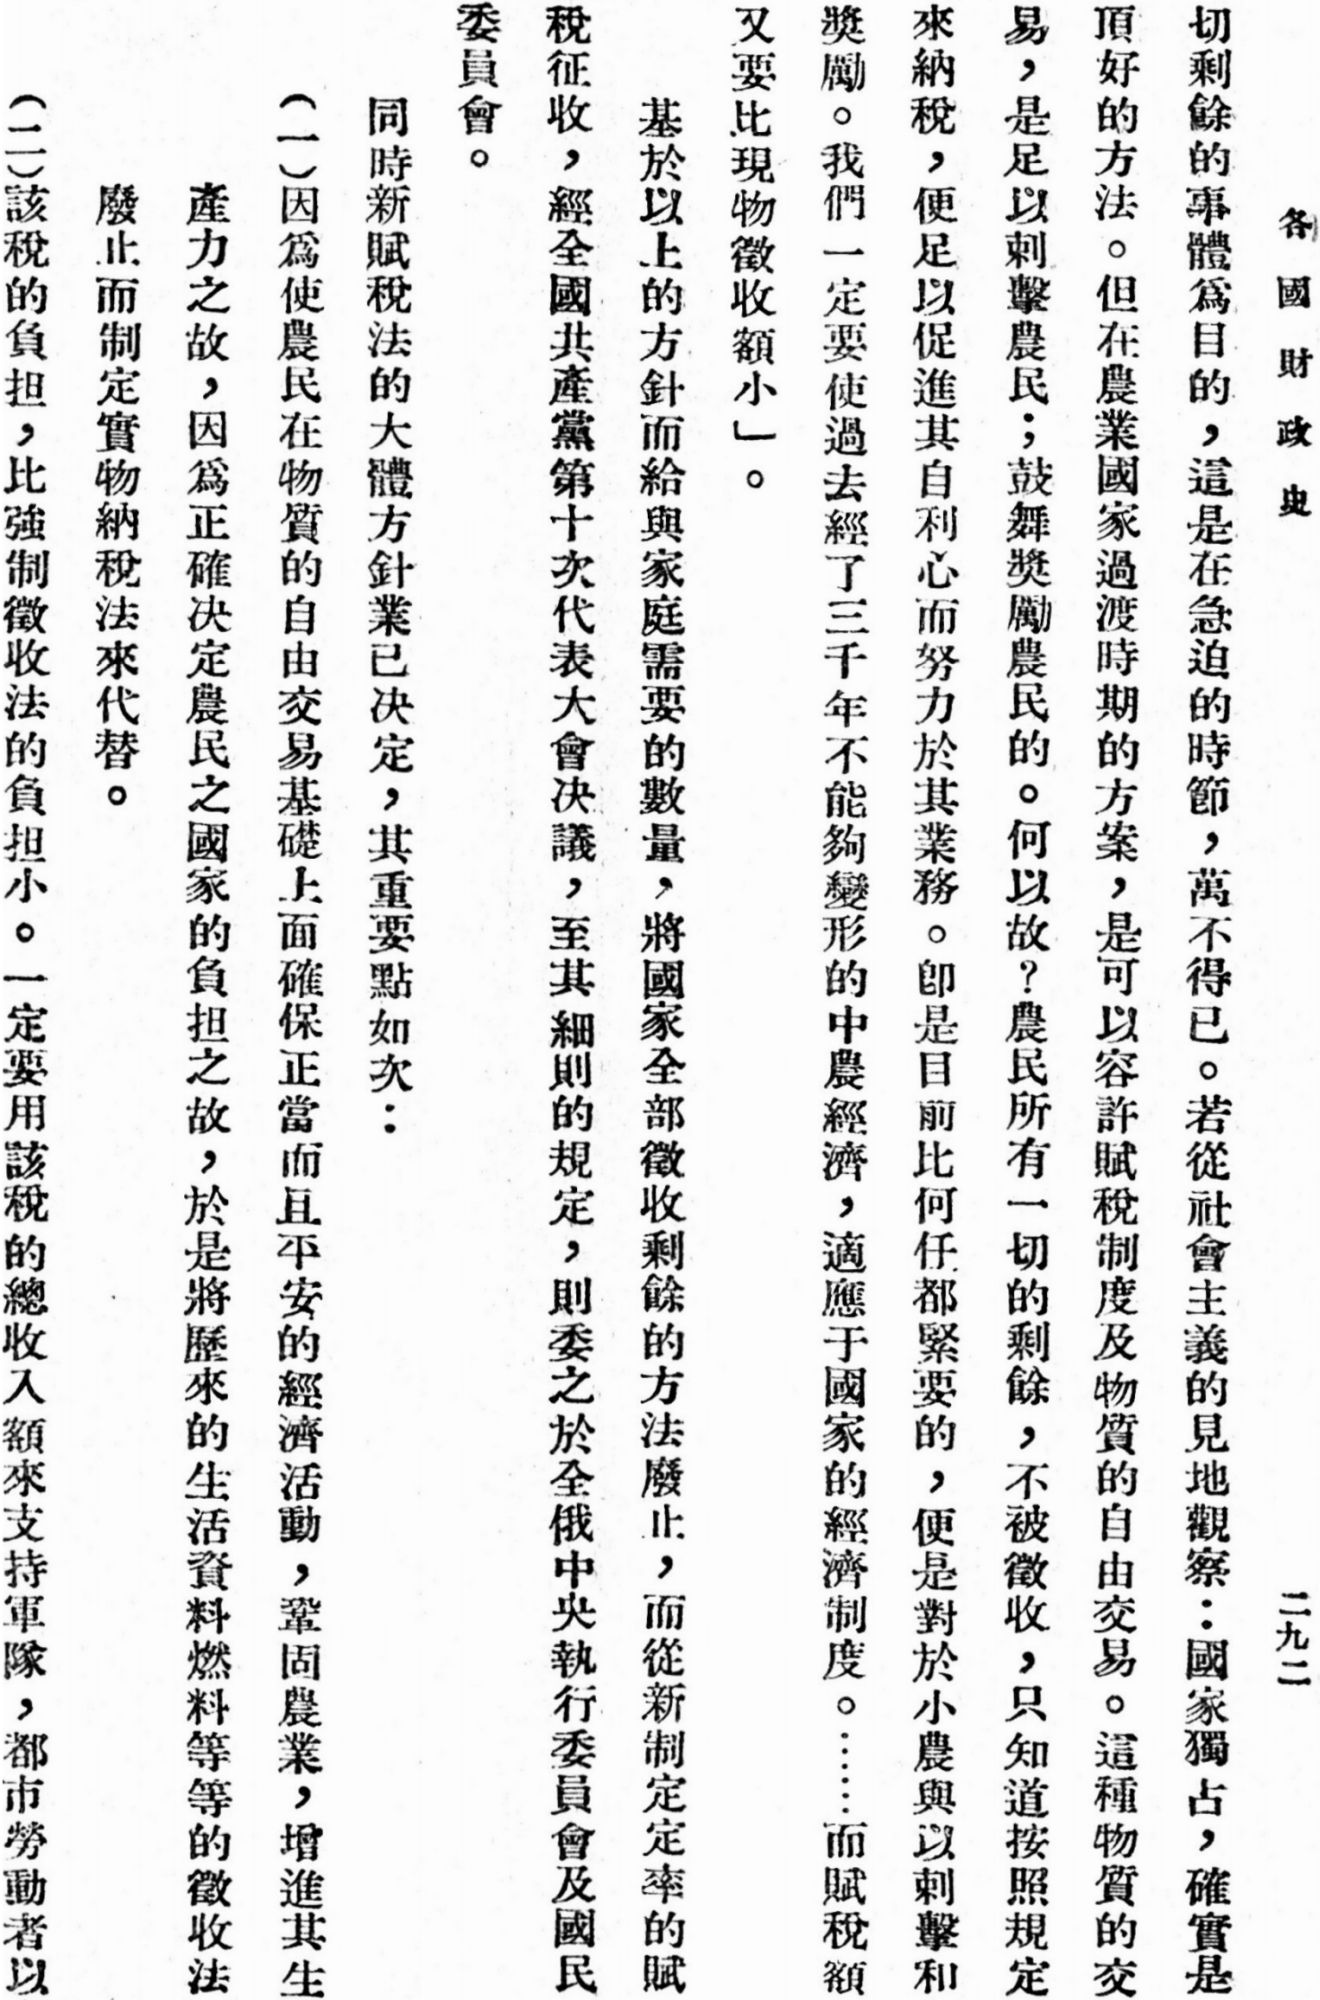 各國財政史
二九二
切剩餘的事體爲目的，這是在急迫的時節，萬不得已。若從社會主義的見地觀察：國家獨占，確實是
頂好的方法。但在農業國家過渡時期的方案，是可以容許賦稅制度及物質的自由交易。這種物質的交
易，是足以刺擊農民；鼓舞奬勵農民的。何以故？農民所有一切的剩餘，不被徵收，只知道按照規定
來納稅，便足以促進其自利心而努力於其業務。卽是目前比何仼都緊要的，便是對於小農與以刺擊和
奬勵。我們一定要使過去經了三千年不能夠變形的中農經濟，適應于國家的經濟制度。……而賦稅額
又要比現物徵收額小」。
基於以上的方針而給與家庭需要的數量，將國家全部徵收剩餘的方法廢止，而從新制定定率的賦
稅征收，經全國共產黨第十次代表大會决議，至其細則的規定，則委之於全俄中央執行委員會及國民
委員會。
同時新賦稅法的大體方針業已决定，其重要點如次：
（一）因爲使農民在物質的自由交易基礎上面確保正當而且平安的經濟活動，鞏固農業，增進其生
產力之故，因爲正確决定農民之國家的負担之故，於是將歷來的生活資料燃料等等的徵收法
廢止而制定實物納稅法來代替。
（二）該稅的負担，比強制徵收法的負担小。一定要用該稅的總收入額來支持軍隊，都市勞動者以